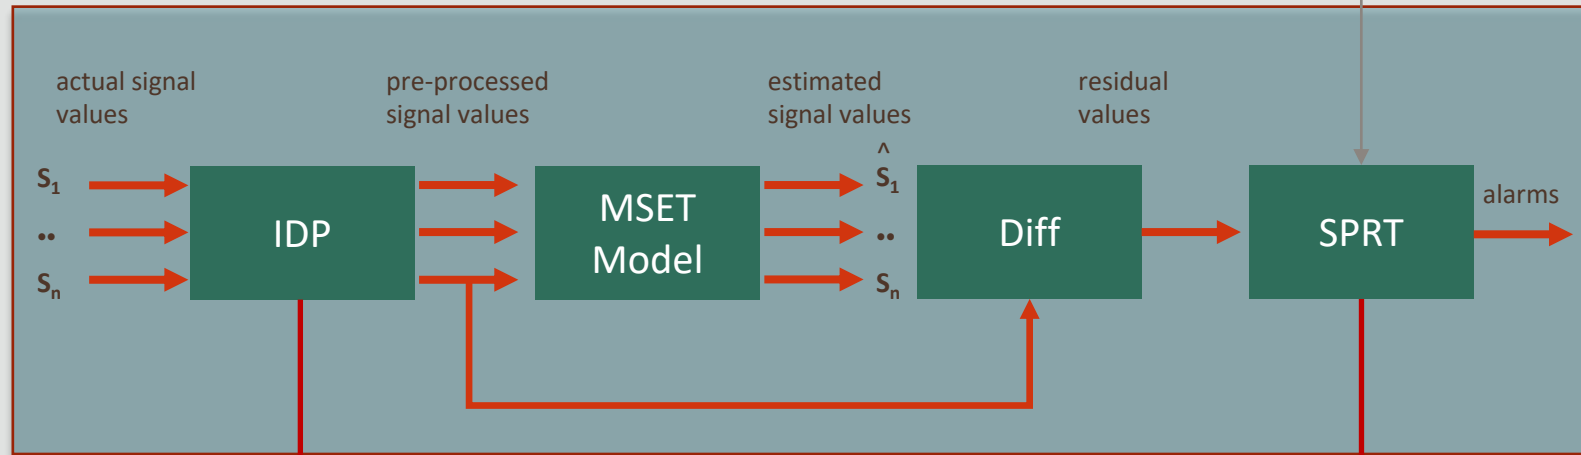 actual signal
values
pre-processed
signal values
estimated
signal values
residual
values
^
S₁
..
Sₙ
IDP
MSET
Model
S₁
..
Sₙ
Diff
SPRT
alarms